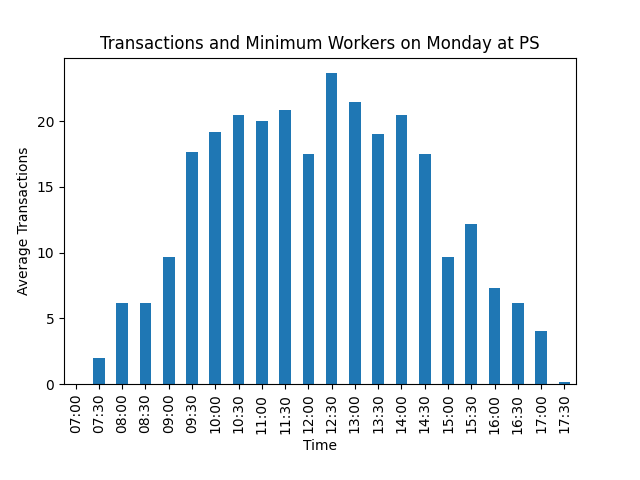 Transactions and Minimum Workers on Monday at PS
Average Transactions
20
15
10
5
0
07:00 07:30 08:00 08:30 09:00 09:30 10:00 10:30 11:00 11:30 12:00 12:30 13:00 13:30 14:00 14:30 15:00 15:30 16:00 16:30 17:00 17:30
Time